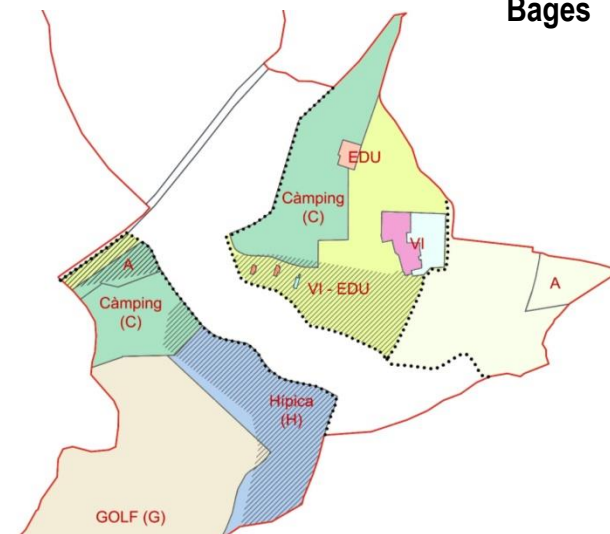 Bages
EDU
Càmping
(C)
VI
A
VI - EDU
A
Càmping
(C)
Hípica
(H)
GOLF (G)